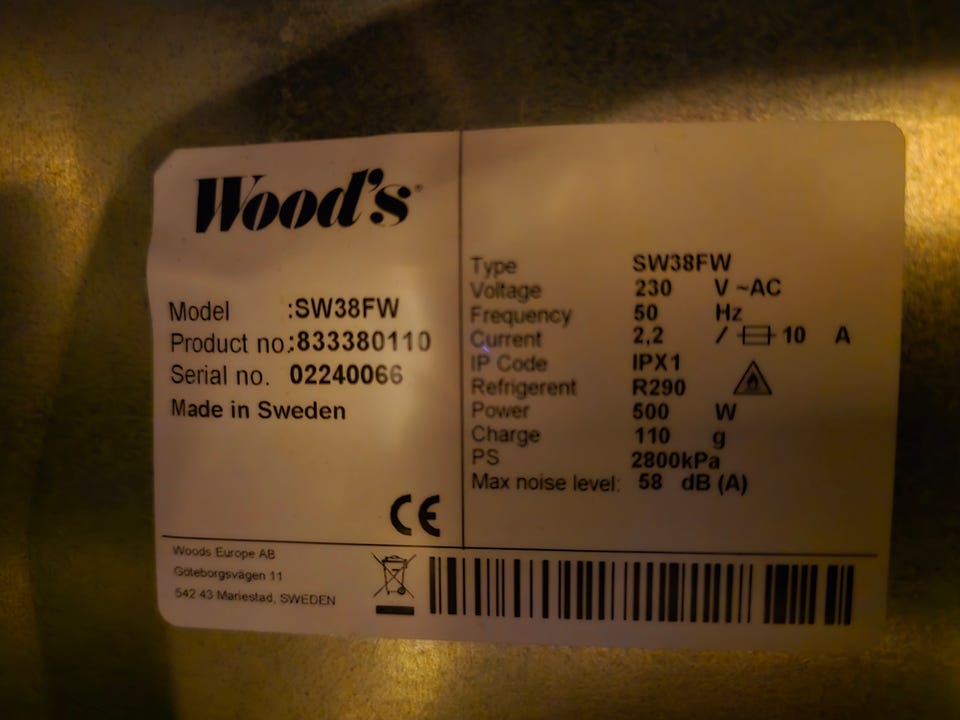 Wood's®
Model :SW38FW
Product no.:833380110
Serial no. 02240066
Made in Sweden
CE
Type SW38FW
Voltage 230 V ~AC
Frequency 50 Hz
Current 2,2 / 10 A
IP Code IPX1
Refrigerent R290
Power 500 W
Charge 110 g
PS 2800kPa
Max noise level: 58 dB (A)
Woods Europe AB
Göteborgsvägen 11
542 43 Mariestad, SWEDEN